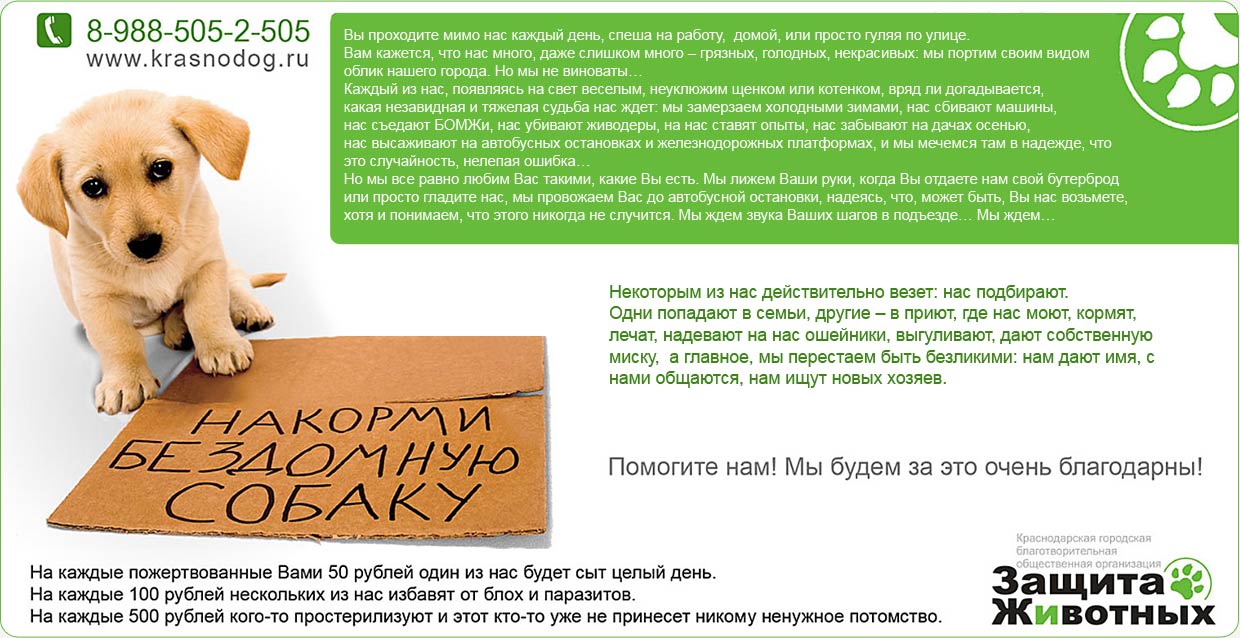 8-988-505-2-505
www.krasnodog.ru
Вы проходите мимо нас каждый день, спеша на работу, домой, или просто гуляя по улице.
Вам кажется, что нас много, даже слишком много – грязных, голодных, некрасивых: мы портим своим видом
облик нашего города. Но мы не виноваты…
Каждый из нас, появляясь на свет веселым, неуклюжим щенком или котенком, вряд ли догадывается,
какая незавидная и тяжелая судьба нас ждет: мы замерзаем холодными зимами, нас сбивают машины,
нас съедают БОМЖи, нас убивают живодеры, на нас ставят опыты, нас забывают на дачах осенью,
нас высаживают на автобусных остановках и железнодорожных платформах, и мы мечемся там в надежде, что
это случайность, нелепая ошибка…
Но мы все равно любим Вас такими, какие Вы есть. Мы лижем Ваши руки, когда Вы отдаете нам свой бутерброд
или просто гладите нас, мы провожаем Вас до автобусной остановки, надеясь, что, может быть, Вы нас возьмете,
хотя и понимаем, что этого никогда не случится. Мы ждем звука Ваших шагов в подъезде… Мы ждем…
Некоторым из нас действительно везет: нас подбирают.
Одни попадают в семьи, другие – в приют, где нас моют, кормят,
лечат, надевают на нас ошейники, выгуливают, дают собственную
миску, а главное, мы перестаем быть безликими: нам дают имя, с
нами общаются, нам ищут новых хозяев.
НАКОРМИ
БЕЗДОМНУЮ
СОБАКУ
Помогите нам! Мы будем за это очень благодарны!
На каждые пожертвованные Вами 50 рублей один из нас будет сыт целый день.
На каждые 100 рублей нескольких из нас избавят от блох и паразитов.
На каждые 500 рублей кого-то простерилизуют и этот кто-то уже не принесет никому ненужное потомство.
Краснодарская городская
благотворительная
общественная организация
Защита
Животных